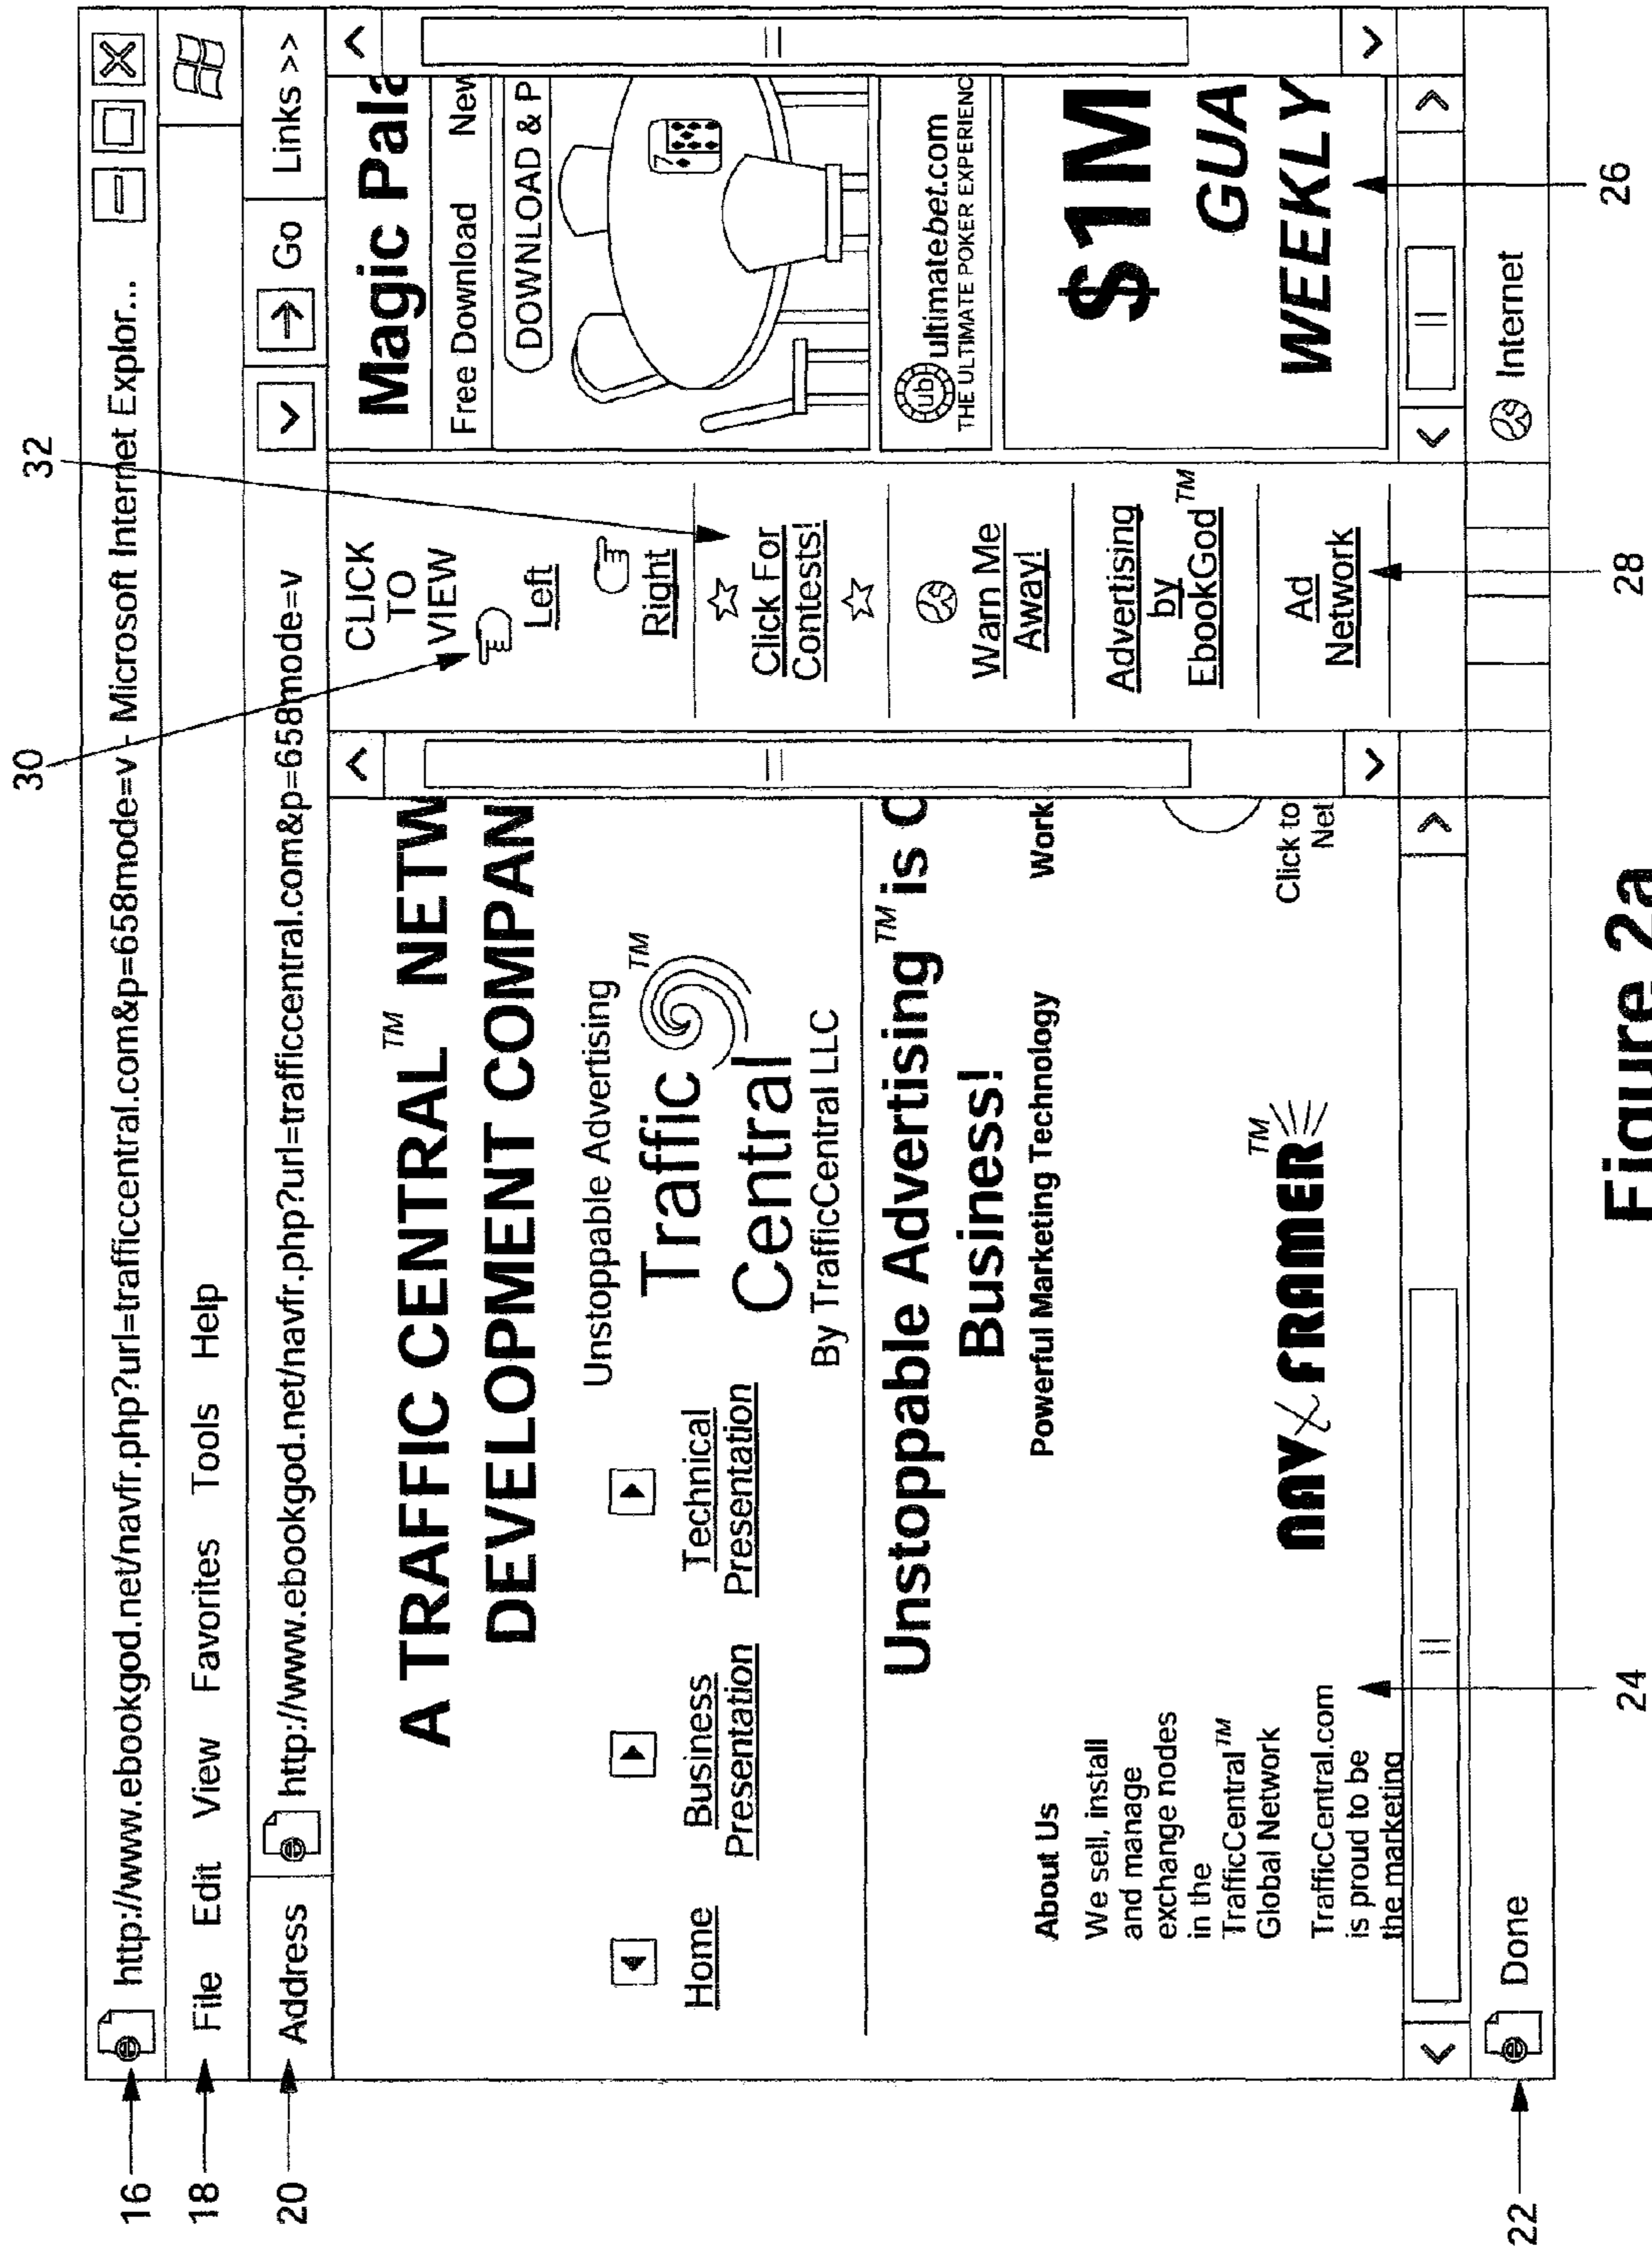 30
32
16
http://www.ebookgod.net/navfr.php?url=trafficcentral.com&p=658mode=v - Microsoft Internet Explor...
18
File Edit View Favorites Tools Help
20
Address http://www.ebookgod.net/navfr.php?url=trafficcentral.com&p=658mode=v Go Links >>
A TRAFFIC CENTRAL™ NETW
DEVELOPMENT COMPAN
Unstoppable Advertising
Traffic™
Central
By TrafficCentral LLC
Home
Business
Presentation
Technical
Presentation
Unstoppable Advertising™ is C
Business!
Powerful Marketing Technology
Work
About Us
We sell, install
and manage
exchange nodes
in the
TrafficCentral™
Global Network
TrafficCentral.com
is proud to be
the marketing
NAV FRAMER™
Click to
Net
CLICK
TO
VIEW
Left
Right
Click For
Contests!
Warn Me
Away!
Advertising
by
EbookGod™
Ad
Network
Magic Pala
Free Download New
DOWNLOAD & P
7
ub ultimatebet.com
THE ULTIMATE POKER EXPERIENC
$1M
GUA
WEEKLY
22
Done
Internet
24
28
26
Figure 2a